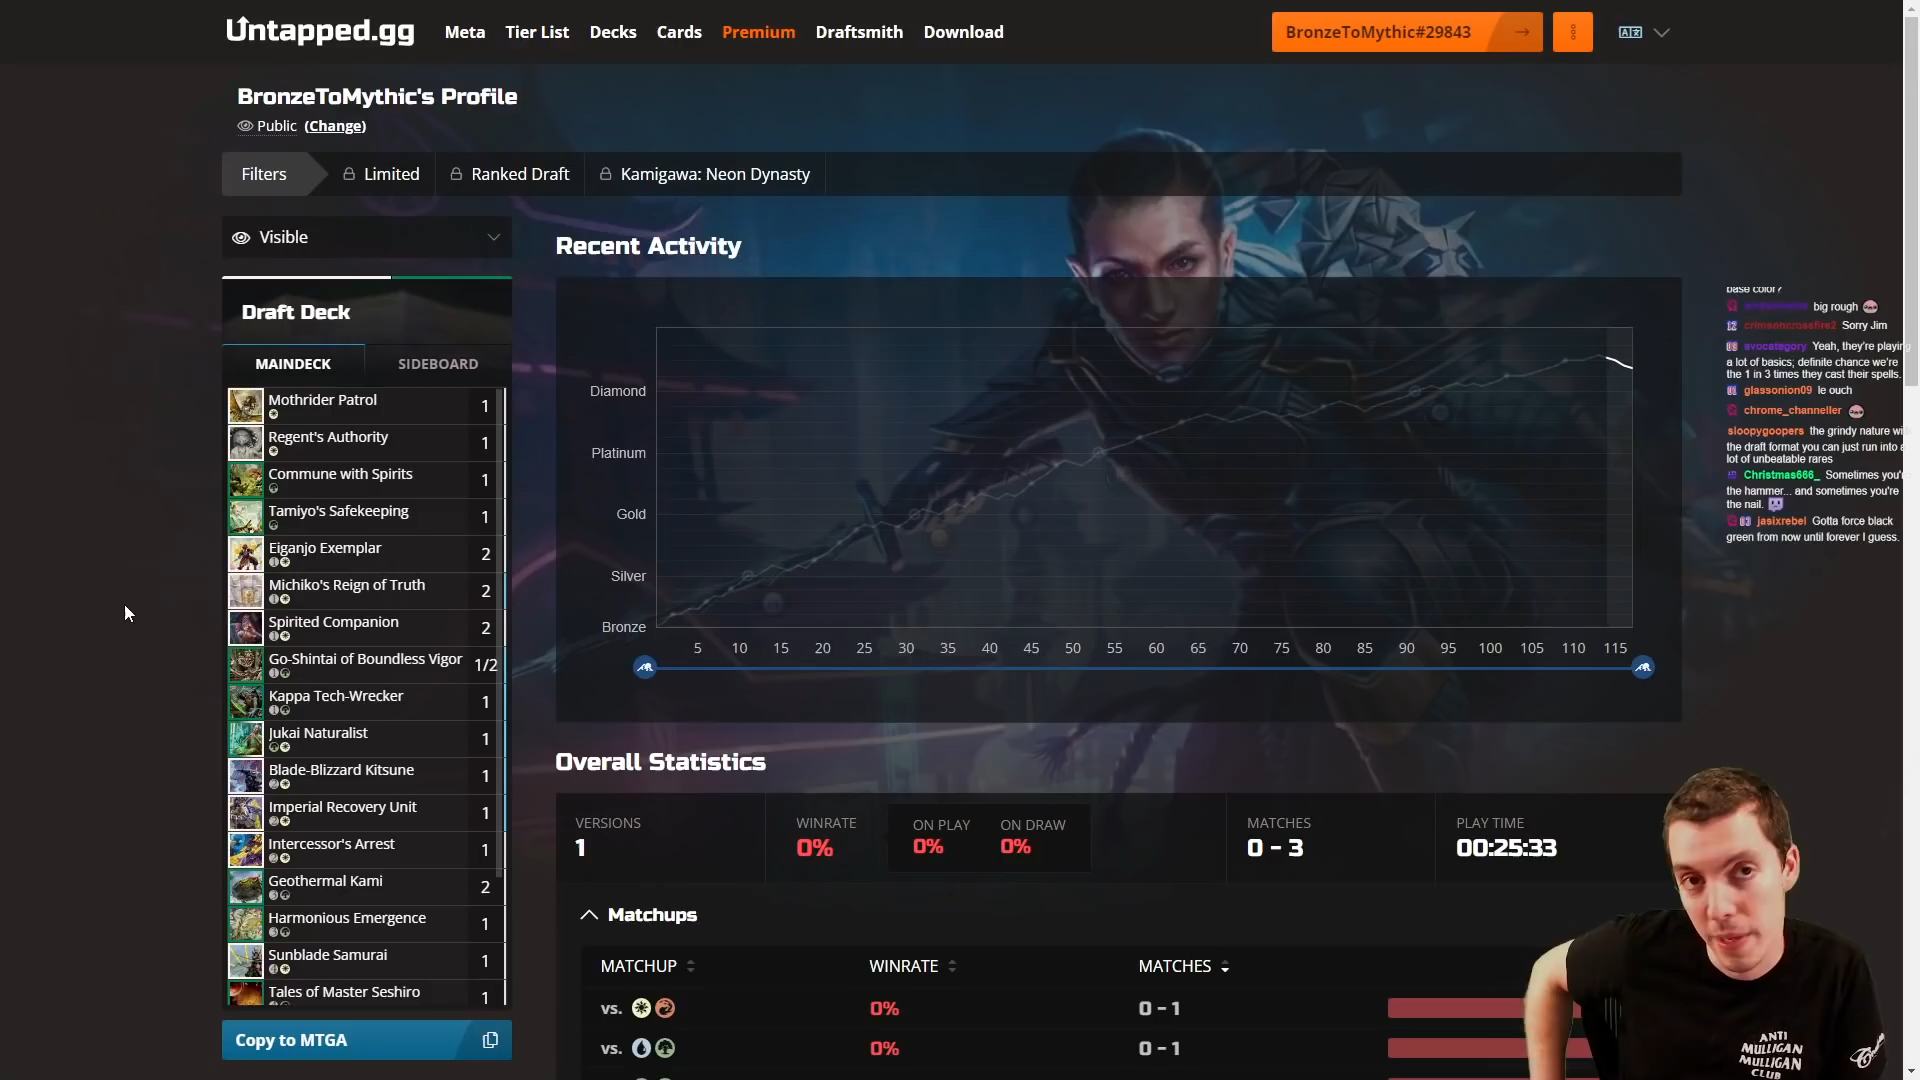 Untapped.gg
Meta
Tier List
Decks
Cards
Premium
Draftsmith
Download
BronzeToMythic#29843
BronzeToMythic's Profile
Public (Change)
Filters
Limited
Ranked Draft
Kamigawa: Neon Dynasty
Visible
Draft Deck
MAINDECK
SIDEBOARD
Mothrider Patrol 1
Regent's Authority 1
Commune with Spirits 1
Tamiyo's Safekeeping 1
Eiganjo Exemplar 2
Michiko's Reign of Truth 2
Spirited Companion 2
Go-Shintai of Boundless Vigor 1/2
Kappa Tech-Wrecker 1
Jukai Naturalist 1
Blade-Blizzard Kitsune 1
Imperial Recovery Unit 1
Intercessor's Arrest 1
Geothermal Kami 2
Harmonious Emergence 1
Sunblade Samurai 1
Tales of Master Seshiro 1
Copy to MTGA
Recent Activity
Diamond
Platinum
Gold
Silver
Bronze
5 10 15 20 25 30 35 40 45 50 55 60 65 70 75 80 85 90 95 100 105 110 115
Overall Statistics
VERSIONS
1
WINRATE
0%
ON PLAY
0%
ON DRAW
0%
MATCHES
0 - 3
PLAY TIME
00:25:33
Matchups
MATCHUP
WINRATE
MATCHES
vs. 0% 0 - 1
vs. 0% 0 - 1
base color?
big rough
crimsoncrossfire2 Sorry Jim
avocategory Yeah, they're playing
a lot of basics; definite chance we're
the 1 in 3 times they cast their spells.
glassonion09 le ouch
chrome_channeller
sloopygoopers the grindy nature wi
the draft format you can just run into a
lot of unbeatable rares
Christmas666_ Sometimes you'r
the hammer... and sometimes you're
the nail.
jasixrebel Gotta force black
green from now until forever I guess.
ANTI
MULLIGAN
MULLIGAN
CLUB